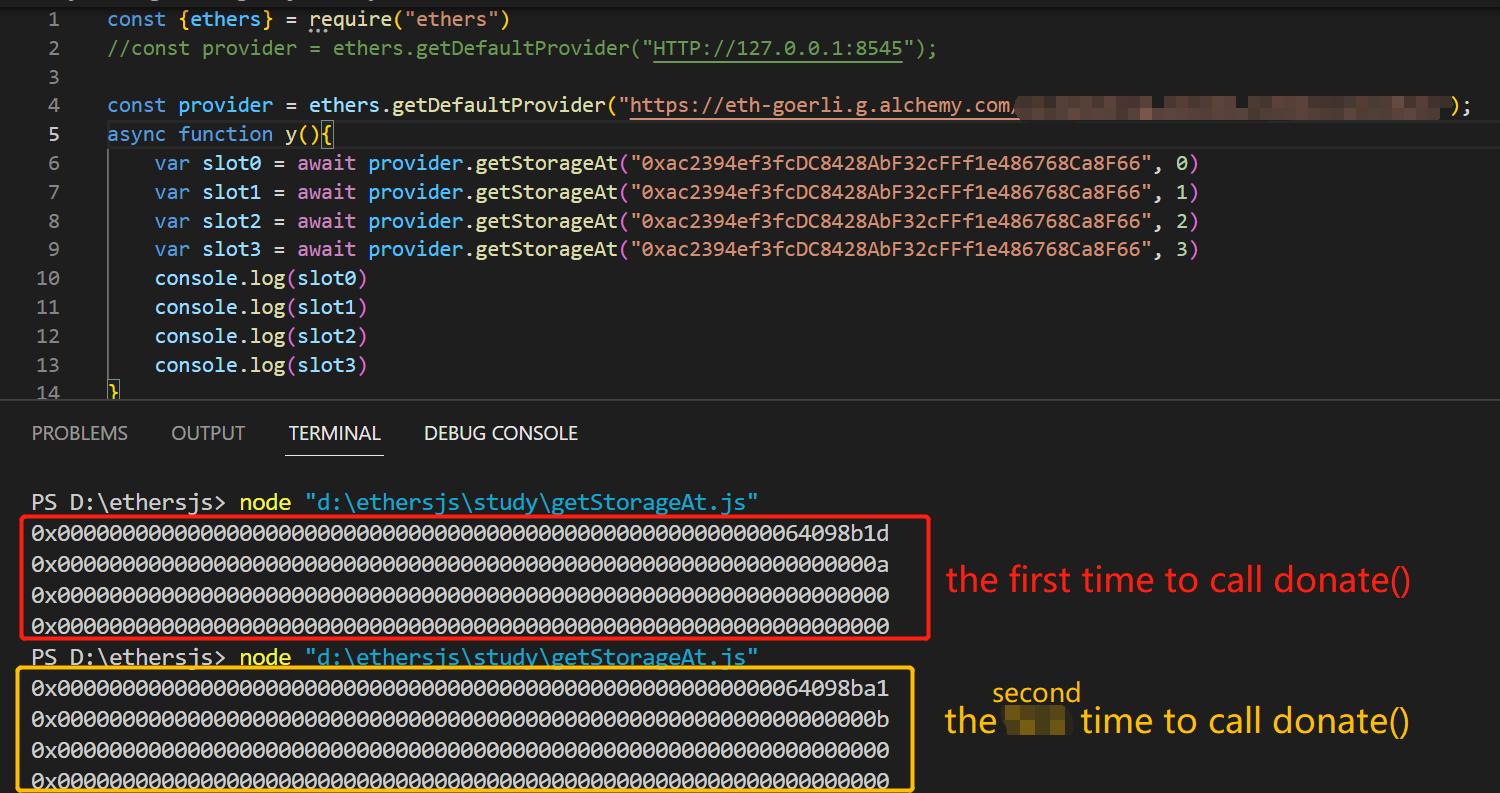 1 const {ethers} = require("ethers")
2 //const provider = ethers.getDefaultProvider("HTTP://127.0.0.1:8545");
3
4 const provider = ethers.getDefaultProvider("https://eth-goerli.g.alchemy.com/ );
5 async function y(){
6 var slot0 = await provider.getStorageAt("0xac2394ef3fcDC8428AbF32cFFf1e486768Ca8F66", 0)
7 var slot1 = await provider.getStorageAt("0xac2394ef3fcDC8428AbF32cFFf1e486768Ca8F66", 1)
8 var slot2 = await provider.getStorageAt("0xac2394ef3fcDC8428AbF32cFFf1e486768Ca8F66", 2)
9 var slot3 = await provider.getStorageAt("0xac2394ef3fcDC8428AbF32cFFf1e486768Ca8F66", 3)
10 console.log(slot0)
11 console.log(slot1)
12 console.log(slot2)
13 console.log(slot3)
14 }
PROBLEMS OUTPUT TERMINAL DEBUG CONSOLE
PS D:\ethersjs> node "d:\ethersjs\study\getStorageAt.js"
0x0000000000000000000000000000000000000000000000000000000064098b1d
0x000000000000000000000000000000000000000000000000000000000000000a
0x0000000000000000000000000000000000000000000000000000000000000000
0x0000000000000000000000000000000000000000000000000000000000000000
the first time to call donate()
PS D:\ethersjs> node "d:\ethersjs\study\getStorageAt.js"
0x0000000000000000000000000000000000000000000000000000000064098ba1
0x000000000000000000000000000000000000000000000000000000000000000b
0x0000000000000000000000000000000000000000000000000000000000000000
0x0000000000000000000000000000000000000000000000000000000000000000
second
the time to call donate()